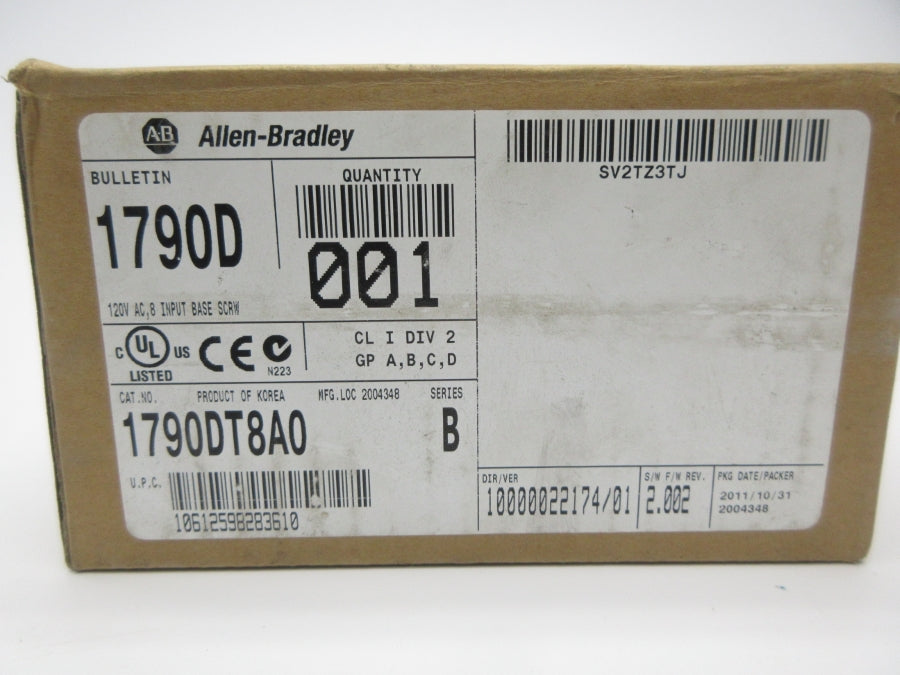 AB Allen-Bradley
SV2TZ3TJ
BULLETIN
QUANTITY
1790D
001
120V AC,8 INPUT BASE SCRW
C UL US
LISTED
CE
N223
CL I DIV 2
GP A,B,C,D
CAT.NO. PRODUCT OF KOREA MFG.LOC 2004348 SERIES
1790DT8A0 B
U.P.C.
10612598283610
DIR/VER
10000022174/01
S/W F/W REV.
2.002
PKG DATE/PACKER
2011/10/31
2004348